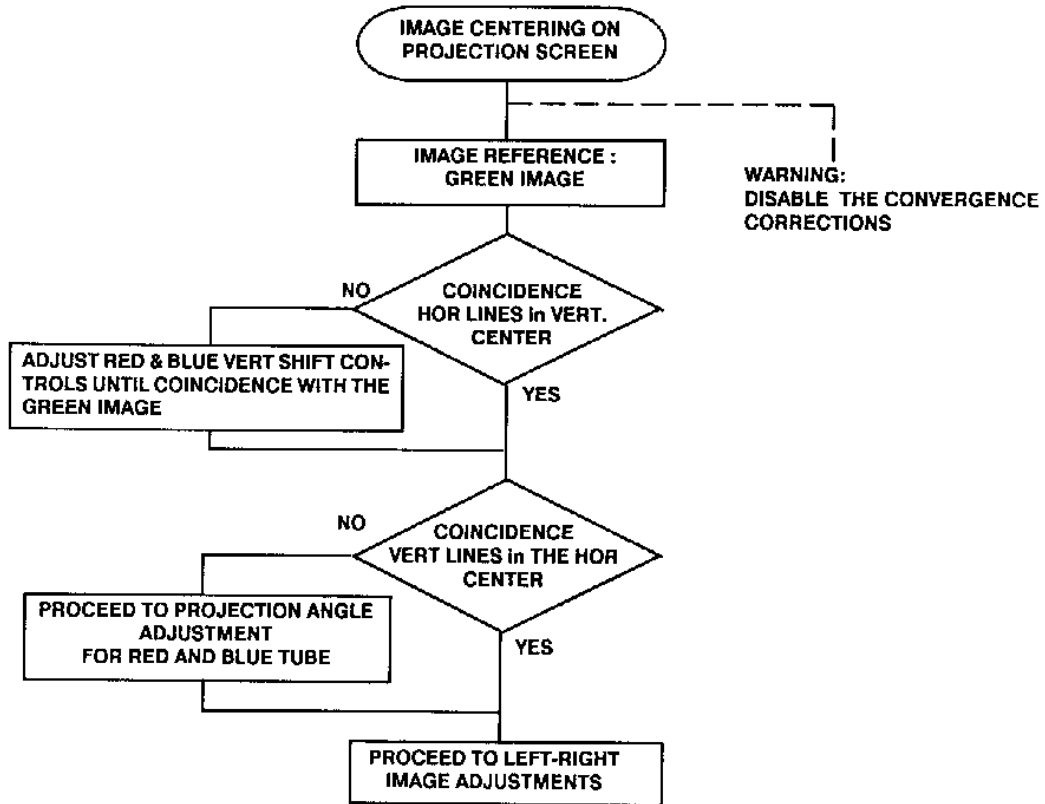 IMAGE CENTERING ON
PROJECTION SCREEN
IMAGE REFERENCE :
GREEN IMAGE
WARNING:
DISABLE THE CONVERGENCE
CORRECTIONS
NO
COINCIDENCE
HOR LINES in VERT.
CENTER
ADJUST RED & BLUE VERT SHIFT CON-
TROLS UNTIL COINCIDENCE WITH THE
GREEN IMAGE
YES
NO
COINCIDENCE
VERT LINES in THE HOR
CENTER
PROCEED TO PROJECTION ANGLE
ADJUSTMENT
FOR RED AND BLUE TUBE
YES
PROCEED TO LEFT-RIGHT
IMAGE ADJUSTMENTS